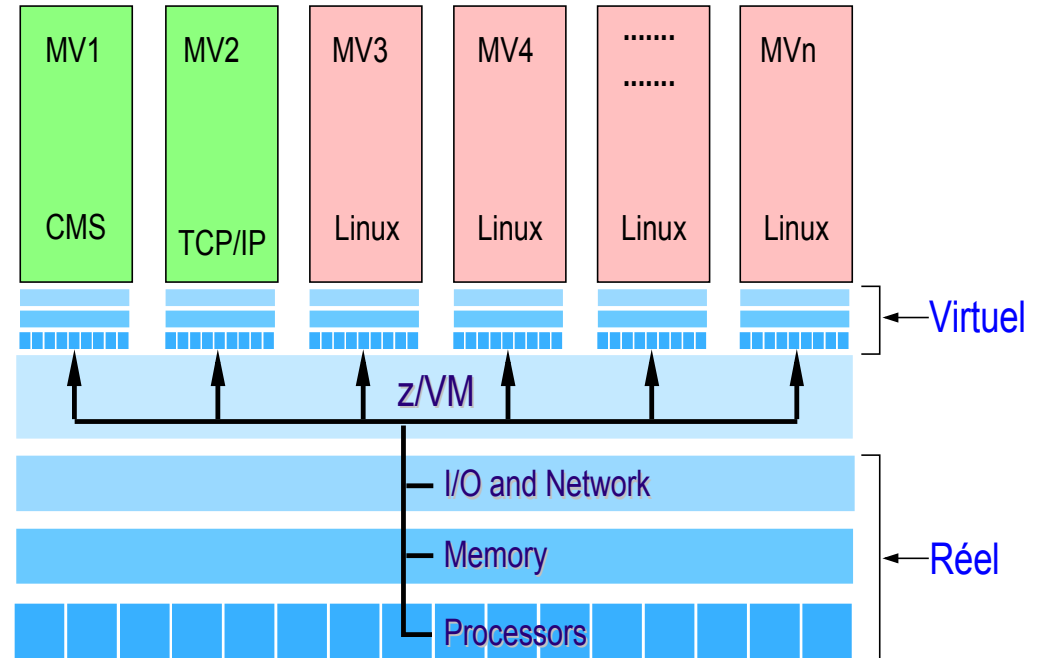 MV1
MV2
MV3
MV4
.......
.......
MVn
CMS
TCP/IP
Linux
Linux
Linux
Linux
Virtuel
z/VM
I/O and Network
Memory
Réel
Processors